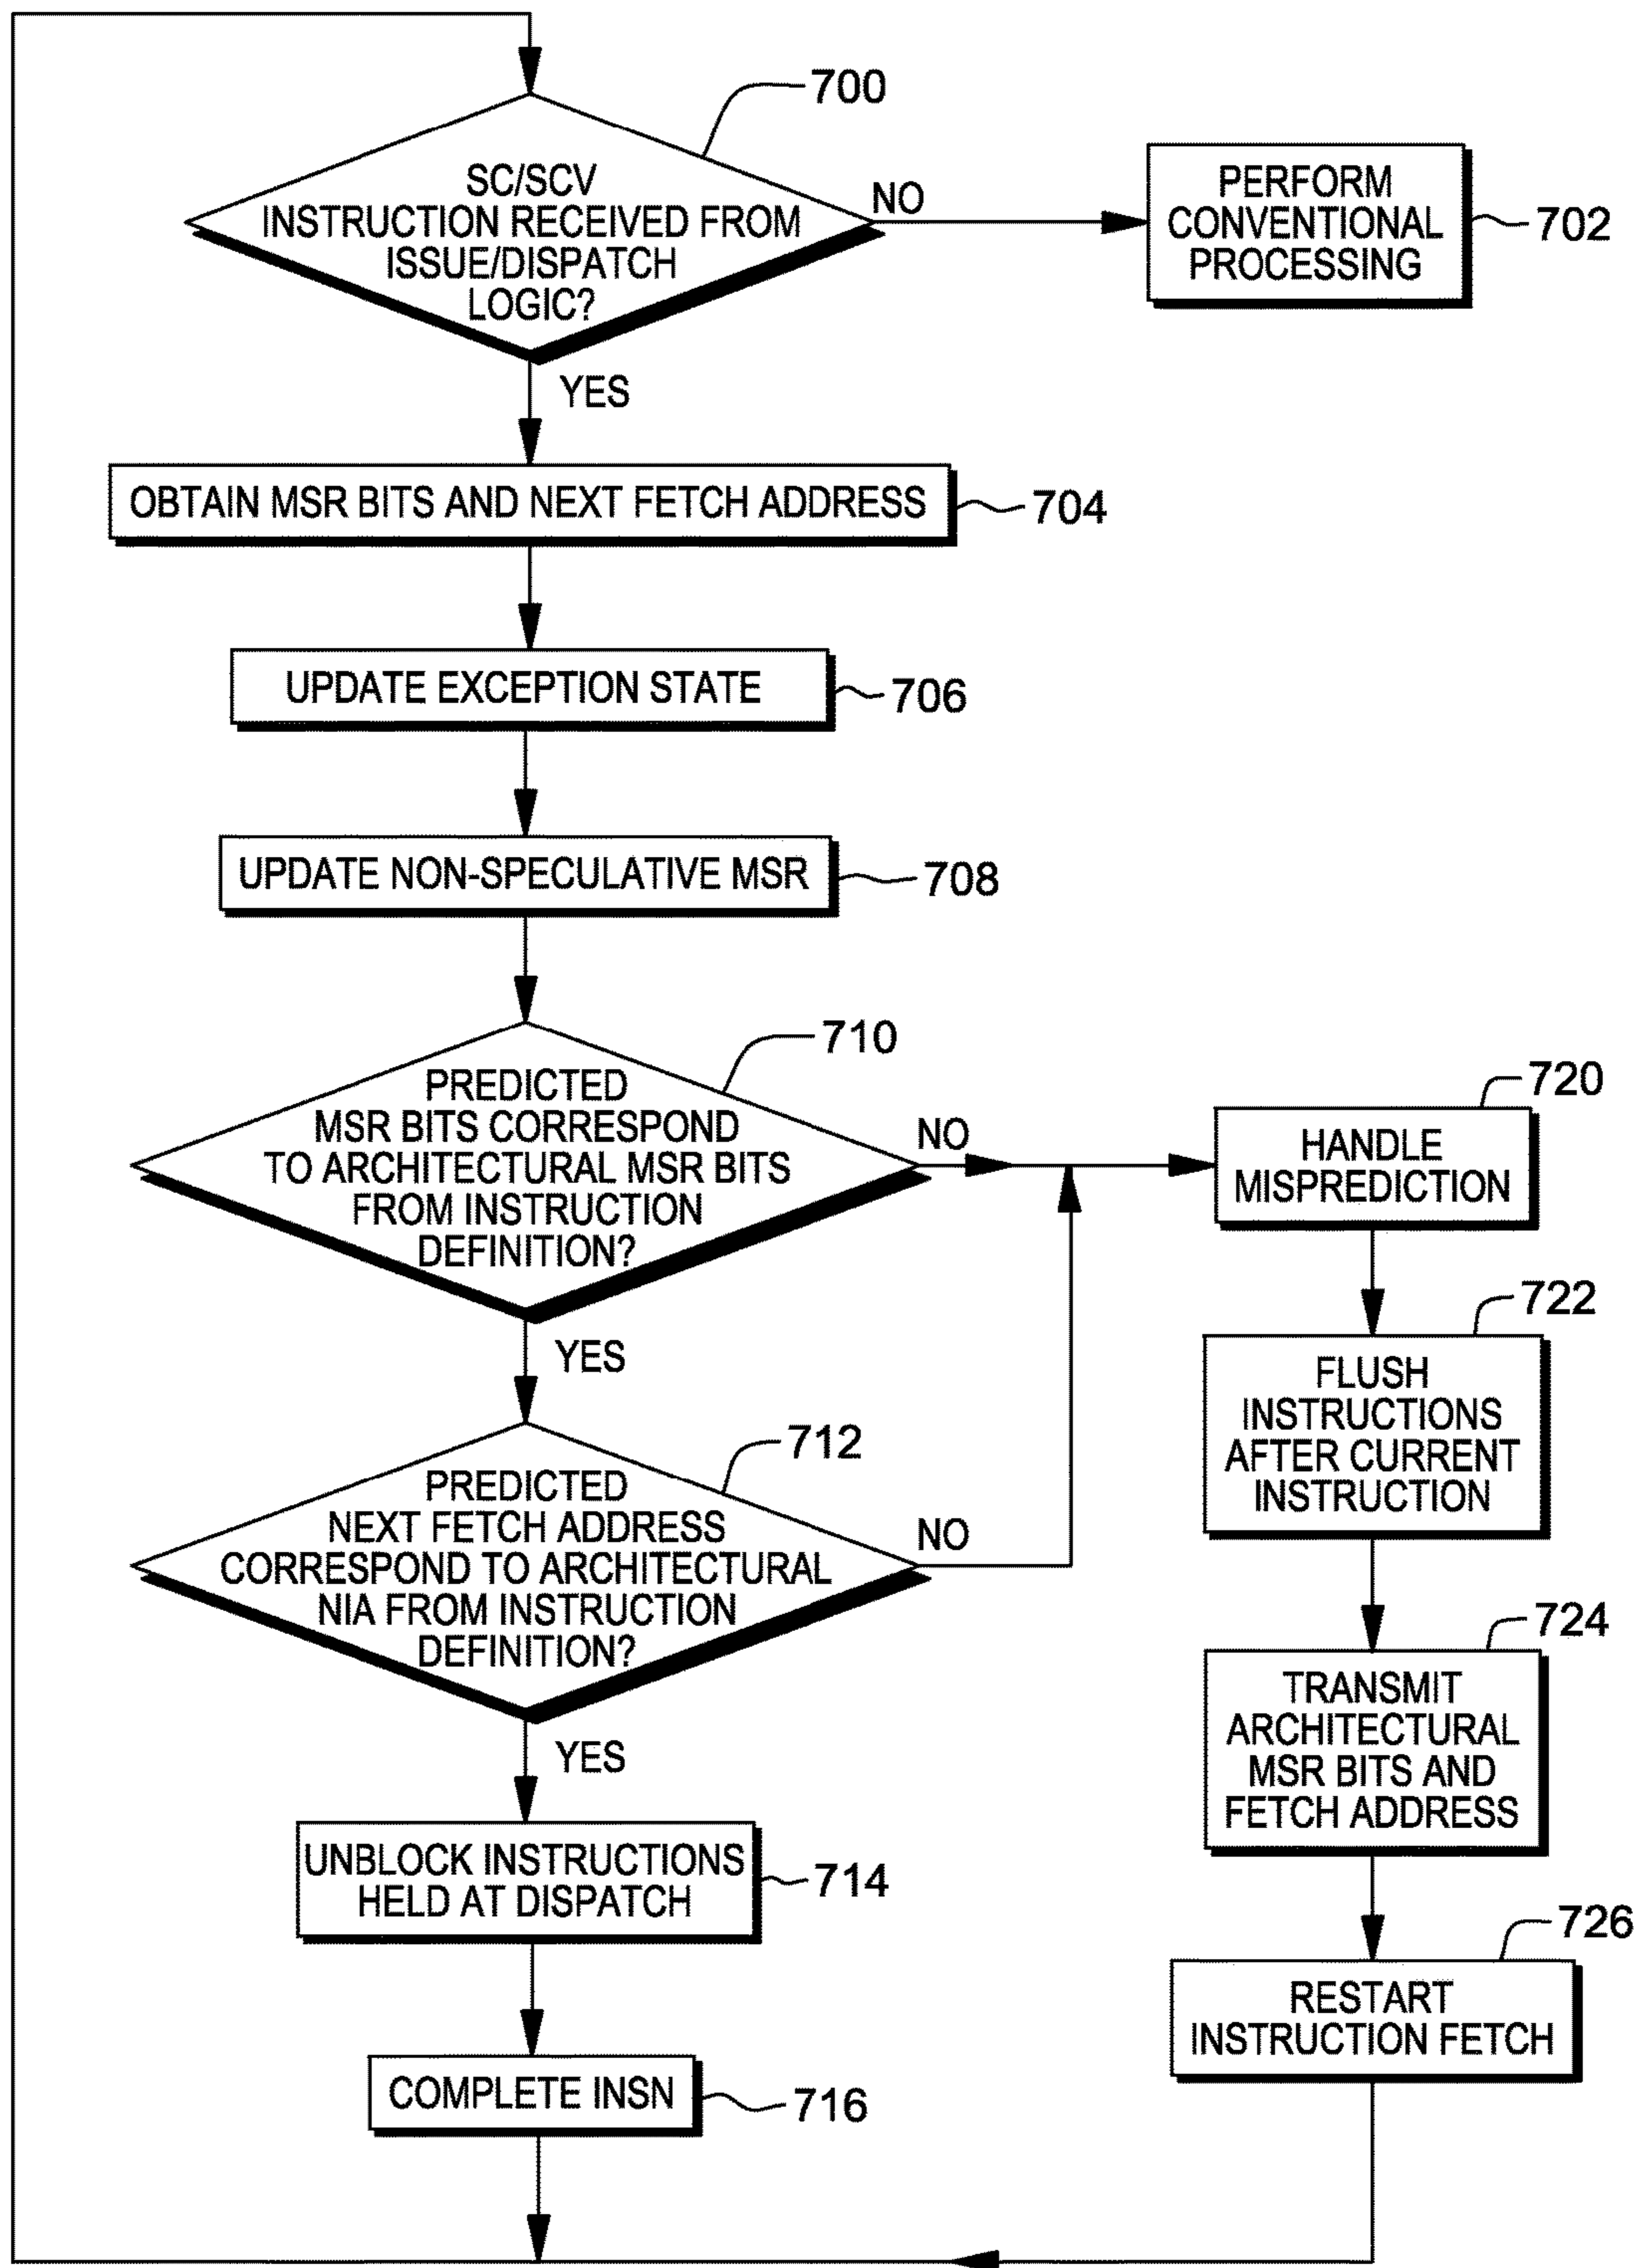 700
SC/SCV
INSTRUCTION RECEIVED FROM
ISSUE/DISPATCH
LOGIC?
NO
PERFORM
CONVENTIONAL
PROCESSING
702
YES
OBTAIN MSR BITS AND NEXT FETCH ADDRESS
704
UPDATE EXCEPTION STATE
706
UPDATE NON-SPECULATIVE MSR
708
710
PREDICTED
MSR BITS CORRESPOND
TO ARCHITECTURAL MSR BITS
FROM INSTRUCTION
DEFINITION?
NO
YES
712
PREDICTED
NEXT FETCH ADDRESS
CORRESPOND TO ARCHITECTURAL
NIA FROM INSTRUCTION
DEFINITION?
NO
YES
UNBLOCK INSTRUCTIONS
HELD AT DISPATCH
714
COMPLETE INSN
716
720
HANDLE
MISPREDICTION
722
FLUSH
INSTRUCTIONS
AFTER CURRENT
INSTRUCTION
724
TRANSMIT
ARCHITECTURAL
MSR BITS AND
FETCH ADDRESS
726
RESTART
INSTRUCTION FETCH